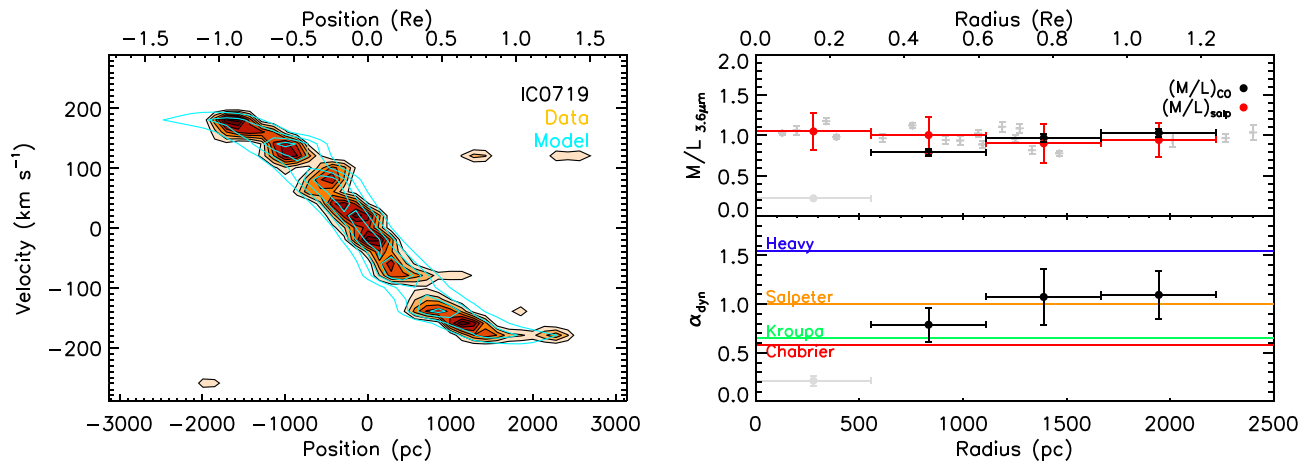 Position (Re)
−1.5 −1.0 −0.5 0.0 0.5 1.0 1.5
IC0719
Data
Model
Velocity (km s⁻¹)
200
100
0
−100
−200
−3000 −2000 −1000 0 1000 2000 3000
Position (pc)
Radius (Re)
0.0 0.2 0.4 0.6 0.8 1.0 1.2
(M/L)CO
(M/L)salp
M/L 3.6μm
2.0
1.5
1.0
0.5
0.0
Heavy
Salpeter
Kroupa
Chabrier
αdyn
1.5
1.0
0.5
0.0
0 500 1000 1500 2000 2500
Radius (pc)